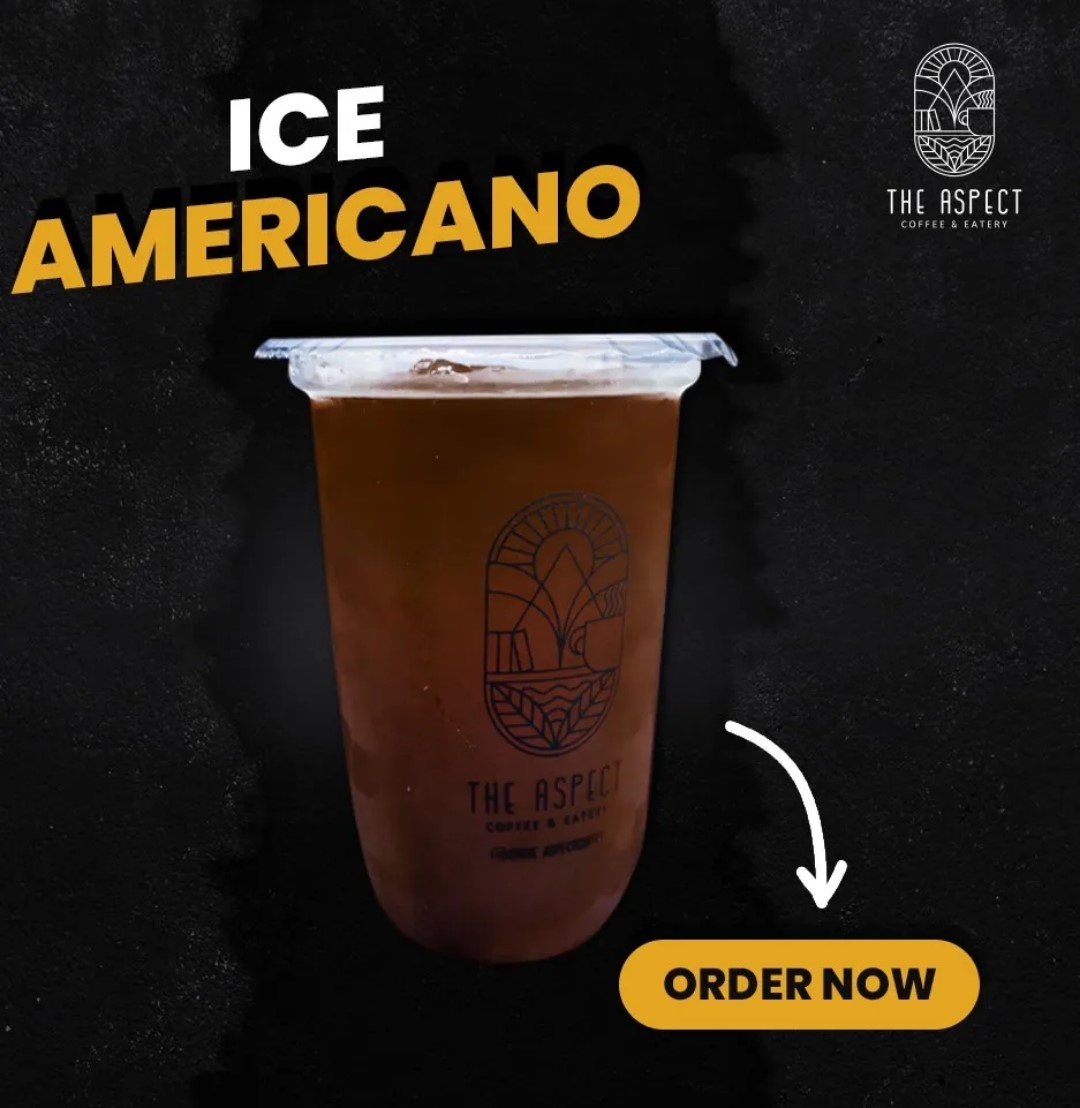 ICE
AMERICANO
THE ASPECT
COFFEE & EATERY
THE ASPECT
COFFEE & EATERY
ORDER NOW